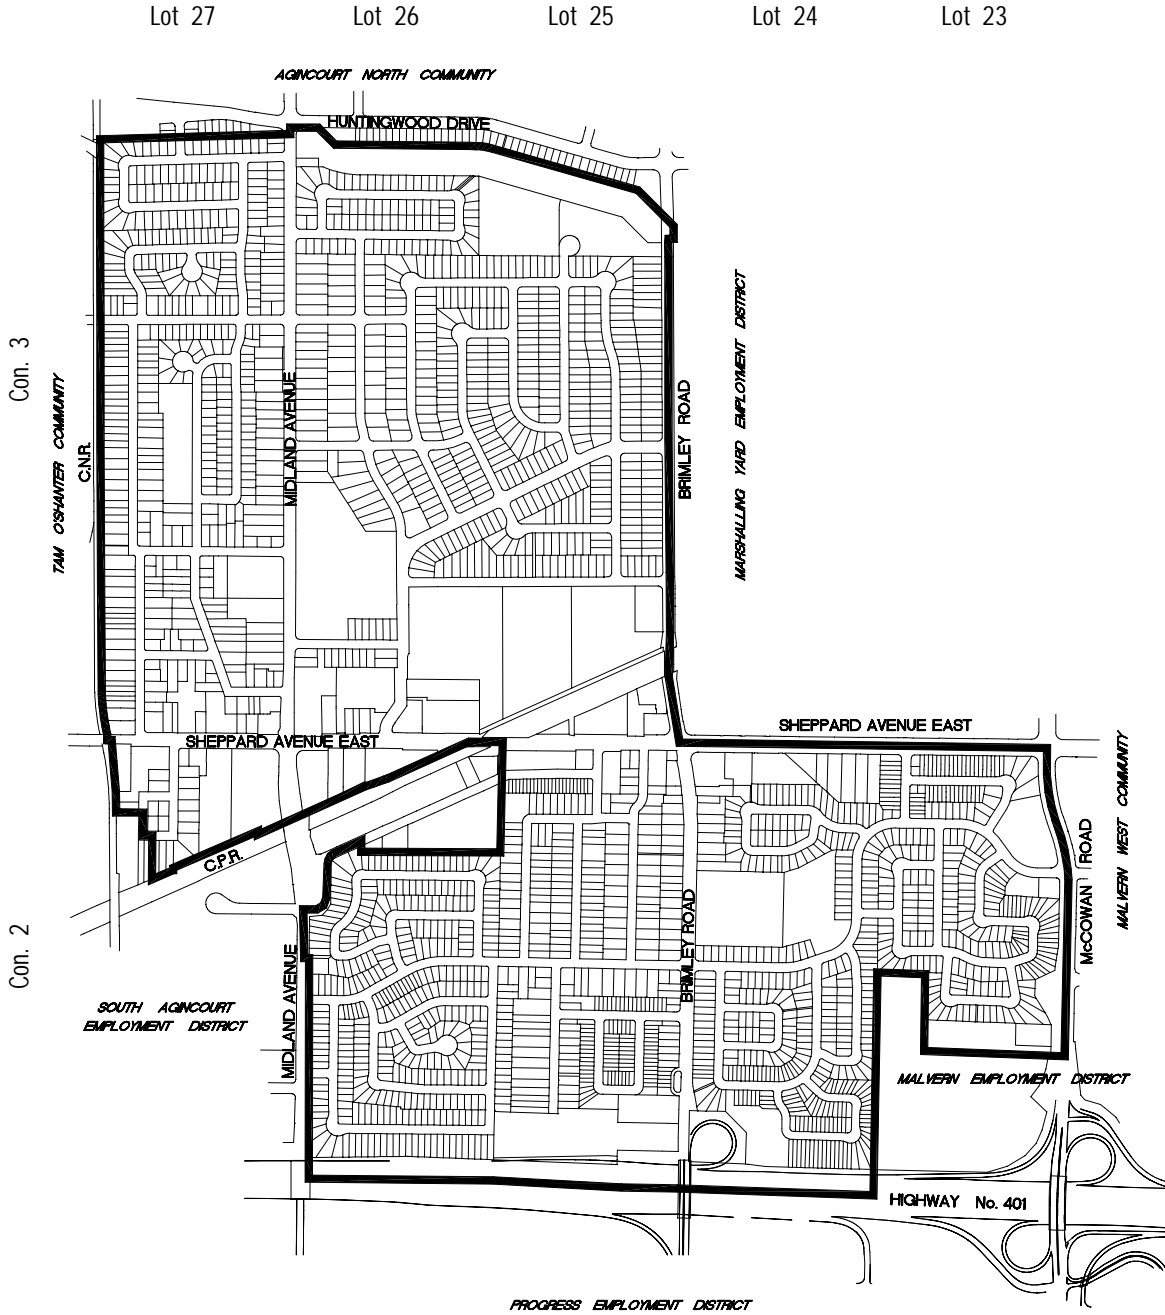 Lot 27
Lot 26
Lot 25
Lot 24
Lot 23
AGINCOURT NORTH COMMUNITY
HUNTINGWOOD DRIVE
Con. 3
TAM O'SHANTER COMMUNITY
C.N.R.
MIDLAND AVENUE
BRIMLEY ROAD
MARSHALLING YARD EMPLOYMENT DISTRICT
SHEPPARD AVENUE EAST
SHEPPARD AVENUE EAST
C.P.R.
Con. 2
MIDLAND AVENUE
BRIMLEY ROAD
McCOWAN ROAD
MALVERN WEST COMMUNITY
SOUTH AGINCOURT
EMPLOYMENT DISTRICT
MALVERN EMPLOYMENT DISTRICT
HIGHWAY No. 401
PROGRESS EMPLOYMENT DISTRICT